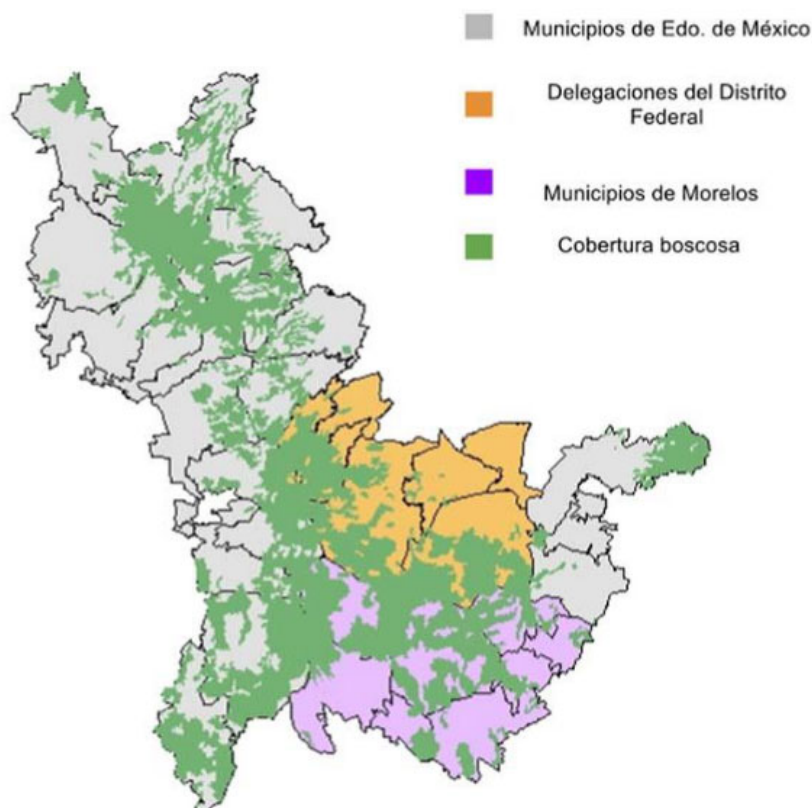 Municipios de Edo. de México
Delegaciones del Distrito
Federal
Municipios de Morelos
Cobertura boscosa